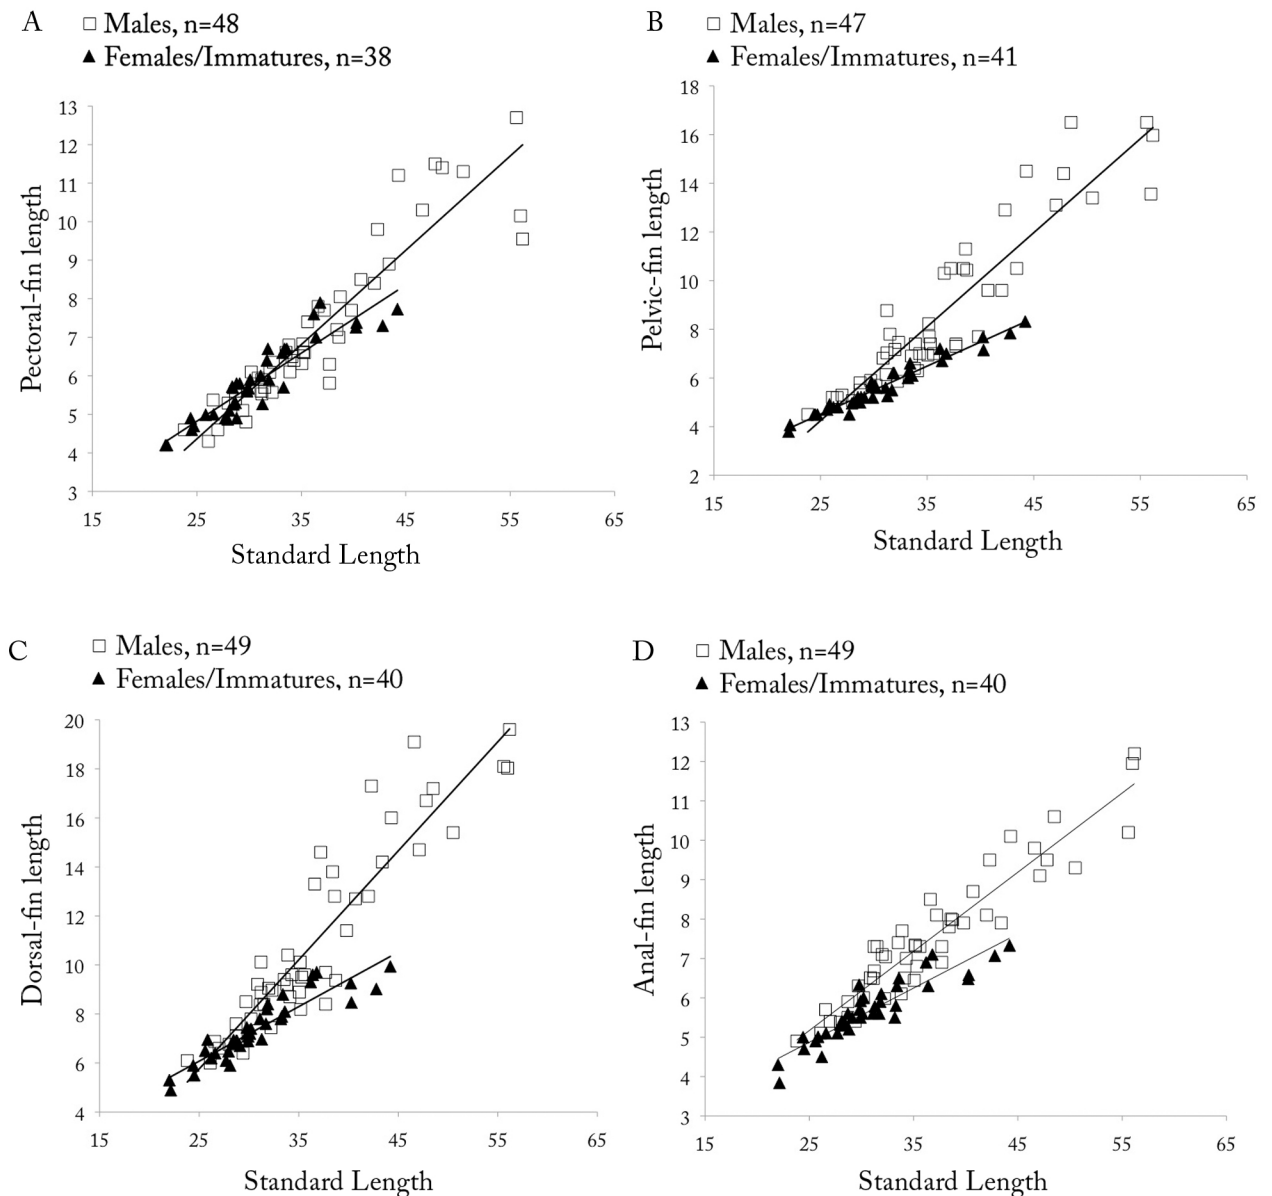 A
□ Males, n=48
▲ Females/Immatures, n=38
Pectoral-fin length
13
12
11
10
9
8
7
6
5
4
3
15 25 35 45 55 65
Standard Length
B
□ Males, n=47
▲ Females/Immatures, n=41
Pelvic-fin length
18
16
14
12
10
8
6
4
2
15 25 35 45 55 65
Standard Length
C
□ Males, n=49
▲ Females/Immatures, n=40
Dorsal-fin length
20
18
16
14
12
10
8
6
4
15 25 35 45 55 65
Standard Length
D
□ Males, n=49
▲ Females/Immatures, n=40
Anal-fin length
13
12
11
10
9
8
7
6
5
4
3
15 25 35 45 55 65
Standard Length